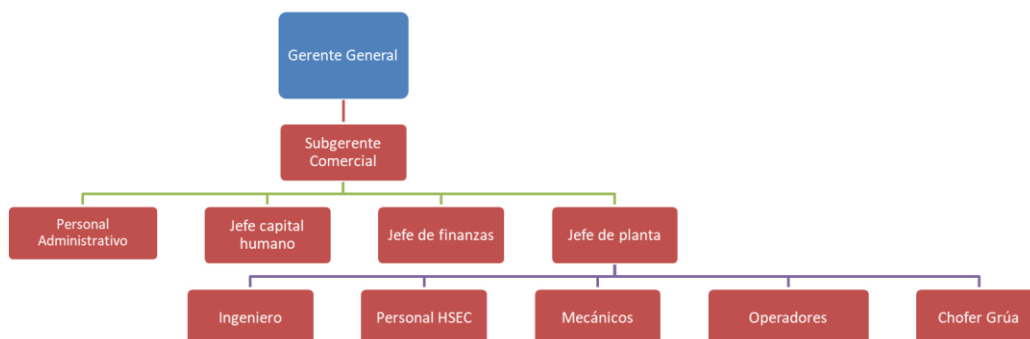 Gerente General
Subgerente
Comercial
Personal
Administrativo
Jefe capital
humano
Jefe de finanzas
Jefe de planta
Ingeniero
Personal HSEC
Mecánicos
Operadores
Chofer Grúa